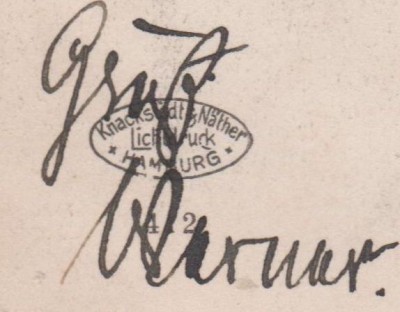 Gruß
Knackstedt & Näther
Lichtdruck
HAMBURG
Werner.